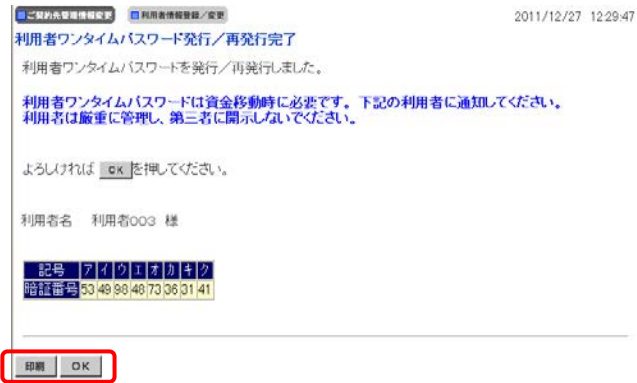 ご契約先管理情報変更 利用者情報登録／変更 2011/12/27 12:29:47
利用者ワンタイムパスワード発行／再発行完了
利用者ワンタイムパスワードを発行／再発行しました。
利用者ワンタイムパスワードは資金移動時に必要です。下記の利用者に通知してください。
利用者は厳重に管理し、第三者に開示しないでください。
よろしければ OK を押してください。
利用者名 利用者003 様
記号 ア イ ウ エ オ カ キ ク
暗証番号 53 49 98 48 73 36 31 41
印刷 OK